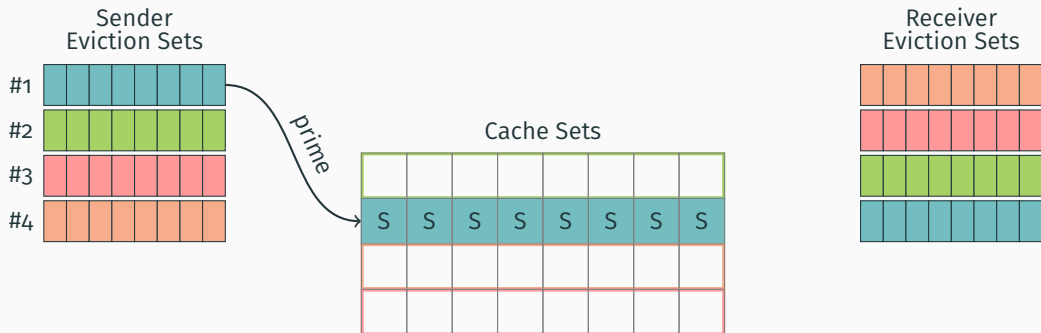 Sender
Eviction Sets
#1
#2
#3
#4
prime
Cache Sets
S S S S S S S S
Receiver
Eviction Sets